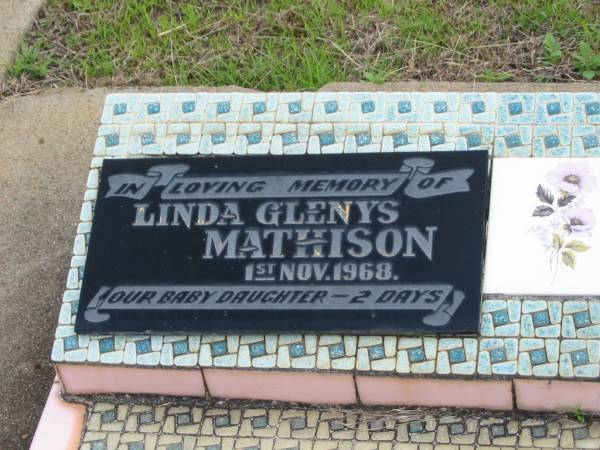 IN LOVING MEMORY OF
LINDA GLENYS
MATHISON
1ST NOV. 1968.
OUR BABY DAUGHTER - 2 DAYS